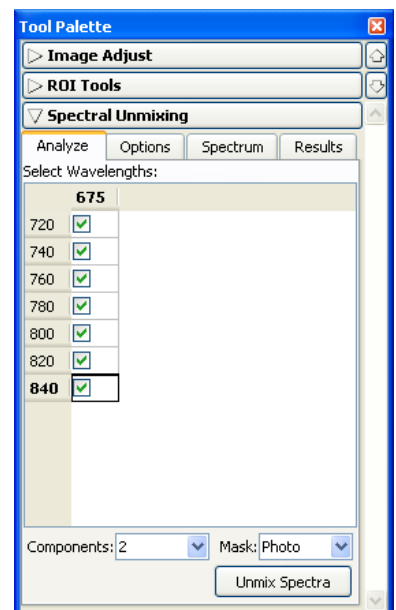 Tool Palette
Image Adjust
ROI Tools
Spectral Unmixing
Analyze Options Spectrum Results
Select Wavelengths:
675
720
740
760
780
800
820
840
Components: 2 Mask: Photo
Unmix Spectra